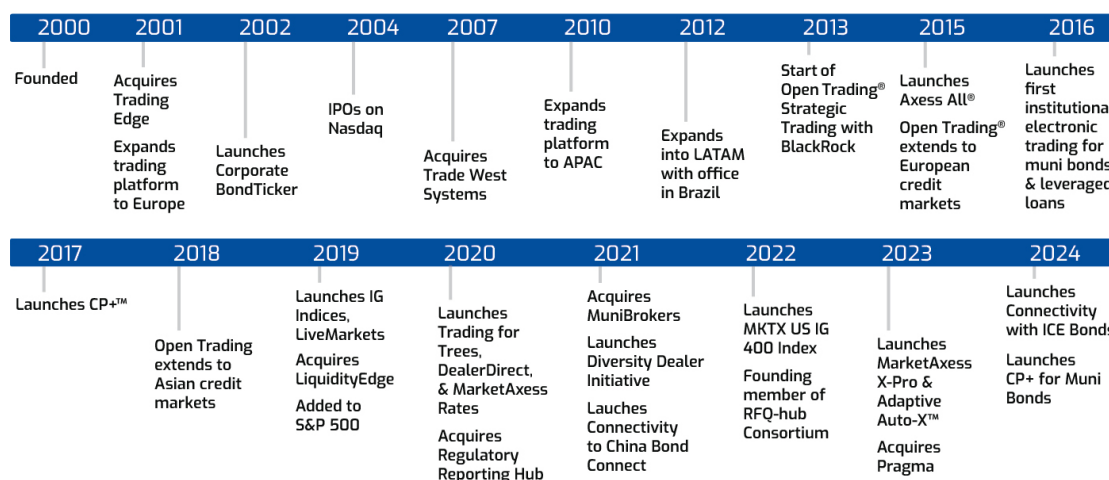 2000 2001 2002 2004 2007 2010 2012 2013 2015 2016
Founded
Acquires
Trading
Edge
Expands
trading
platform
to Europe
Launches
Corporate
BondTicker
IPOs on
Nasdaq
Acquires
Trade West
Systems
Expands
trading
platform
to APAC
Expands
into LATAM
with office
in Brazil
Start of
Open Trading®
Strategic
Trading with
BlackRock
Launches
Axess All®
Open Trading®
extends to
European
credit
markets
Launches
first
institutiona
electronic
trading for
muni bonds
& leveraged
loans
2017 2018 2019 2020 2021 2022 2023 2024
Launches CP+™
Open Trading
extends to
Asian credit
markets
Launches IG
Indices,
LiveMarkets
Acquires
LiquidityEdge
Added to
S&P 500
Launches
Trading for
Trees,
DealerDirect,
& MarketAxess
Rates
Acquires
Regulatory
Reporting Hub
Acquires
MuniBrokers
Launches
Diversity Dealer
Initiative
Lauches
Connectivity
to China Bond
Connect
Launches
MKTX US IG
400 Index
Founding
member of
RFQ-hub
Consortium
Launches
MarketAxess
X-Pro &
Adaptive
Auto-X™
Acquires
Pragma
Launches
Connectivity
with ICE Bonds
Launches
CP+ for Muni
Bonds